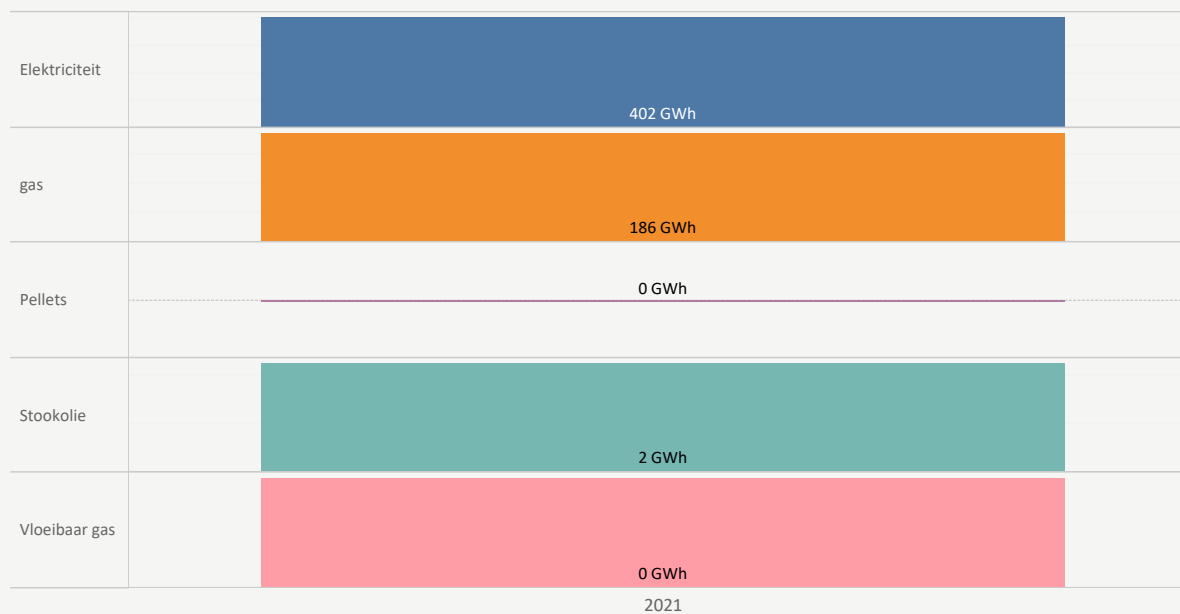 Elektriciteit
402 GWh
gas
186 GWh
Pellets
0 GWh
Stookolie
2 GWh
Vloeibaar gas
0 GWh
2021